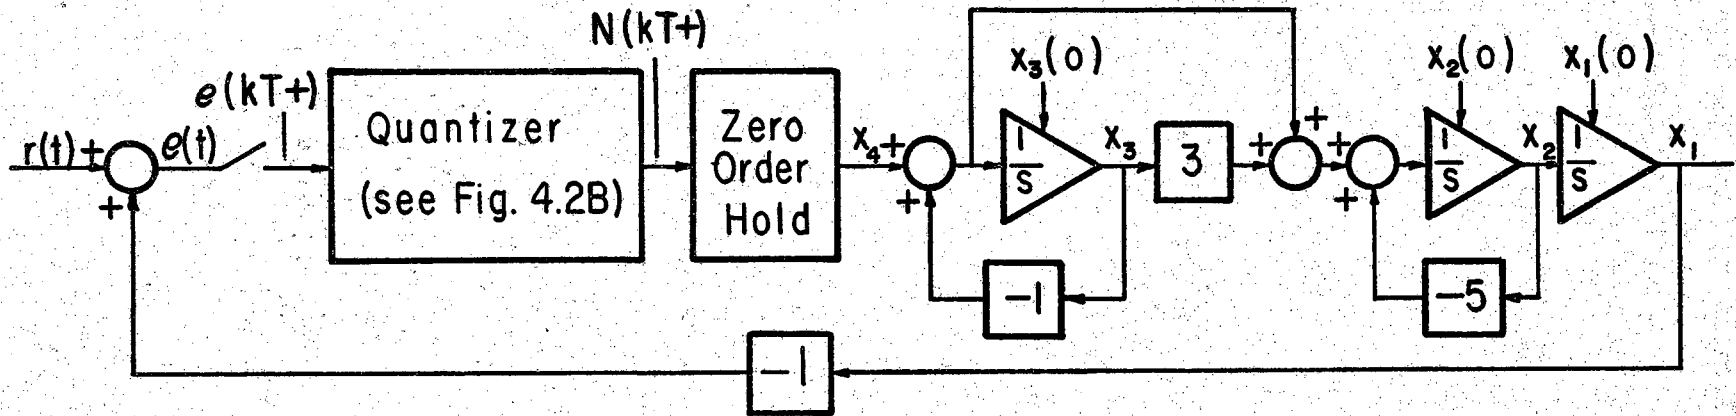 r(t)
+
+
e(t)
e(kT+)
Quantizer
(see Fig. 4.2B)
N(kT+)
Zero
Order
Hold
x₄
+
+
1
s
x₃(0)
x₃
-1
3
+
+
+
+
1
s
x₂(0)
x₂
-5
1
s
x₁(0)
x₁
-1